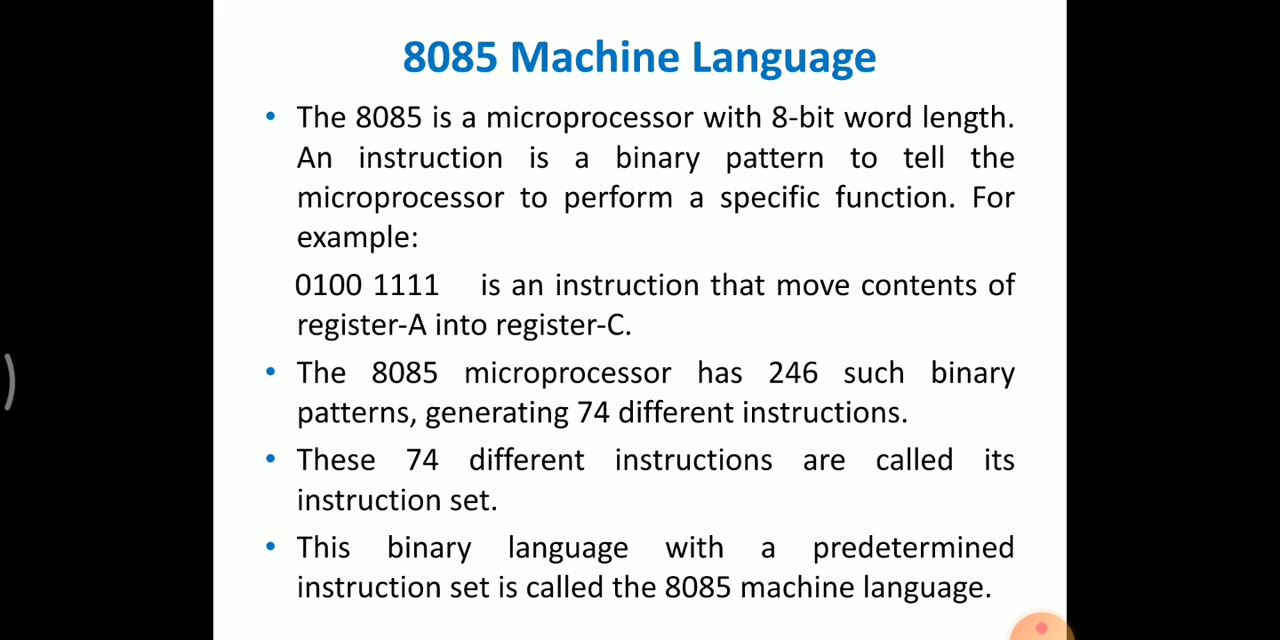 8085 Machine Language
• The 8085 is a microprocessor with 8-bit word length.
An instruction is a binary pattern to tell the
microprocessor to perform a specific function. For
example:
0100 1111 is an instruction that move contents of
register-A into register-C.
• The 8085 microprocessor has 246 such binary
patterns, generating 74 different instructions.
• These 74 different instructions are called its
instruction set.
• This binary language with a predetermined
instruction set is called the 8085 machine language.